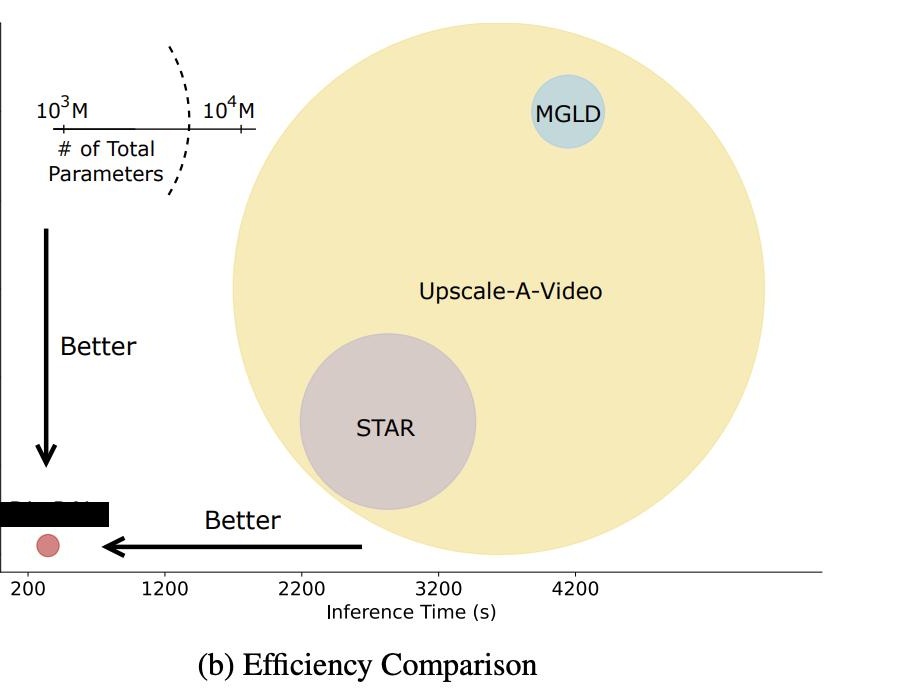 10³M
10⁴M
# of Total
Parameters
MGLD
Upscale-A-Video
Better
STAR
Better
200
1200
2200
3200
4200
Inference Time (s)
(b) Efficiency Comparison